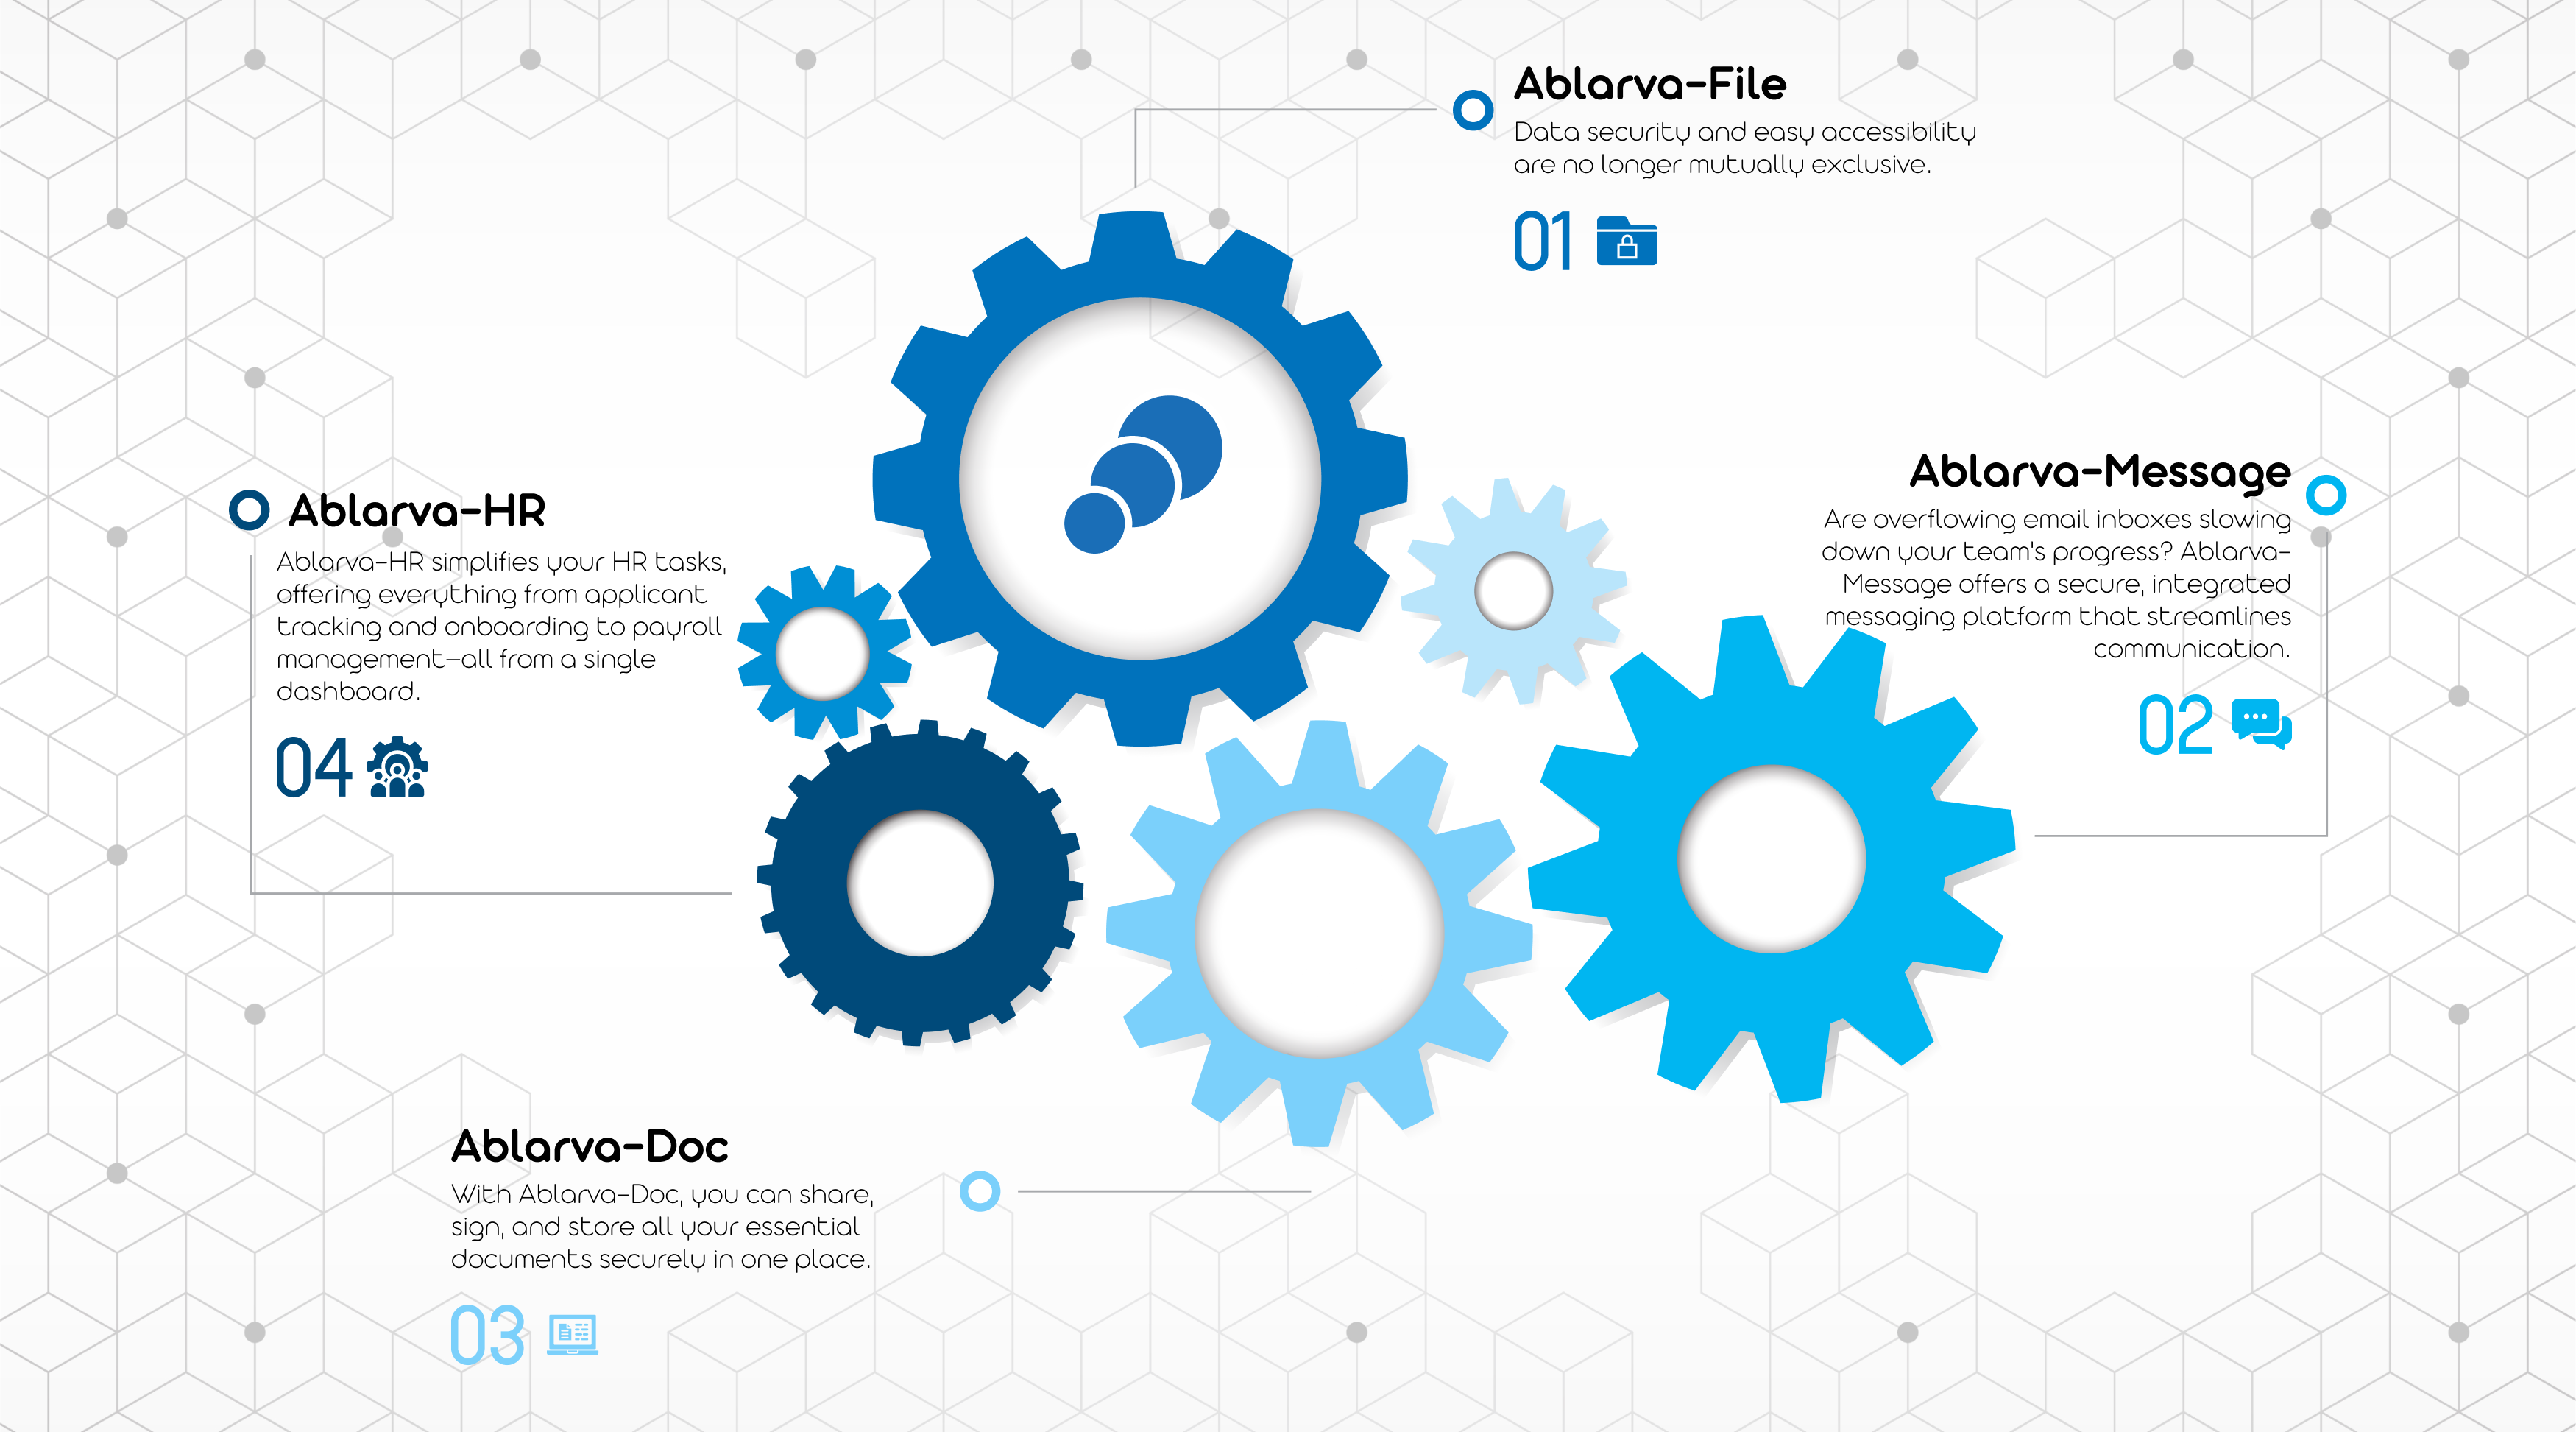 Ablarva-File
Data security and easy accessibility
are no longer mutually exclusive.
01
Ablarva-Message
Are overflowing email inboxes slowing
down your team's progress? Ablarva-
Message offers a secure, integrated
messaging platform that streamlines
communication.
02
Ablarva-HR
Ablarva-HR simplifies your HR tasks,
offering everything from applicant
tracking and onboarding to payroll
management—all from a single
dashboard.
04
Ablarva-Doc
With Ablarva-Doc, you can share,
sign, and store all your essential
documents securely in one place.
03